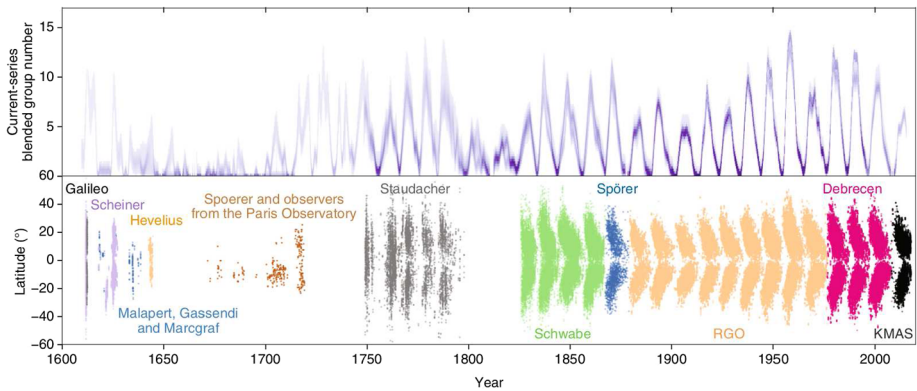 Current-series
blended group number
15
10
5
60
Galileo
Scheiner
Hevelius
Spoerer and observers
from the Paris Observatory
Staudacher
Spörer
Debrecen
Malapert, Gassendi
and Marcgraf
Schwabe
RGO
KMAS
Latitude (°)
40
20
0
−20
−40
−60
1600
1650
1700
1750
1800
1850
1900
1950
2000
Year